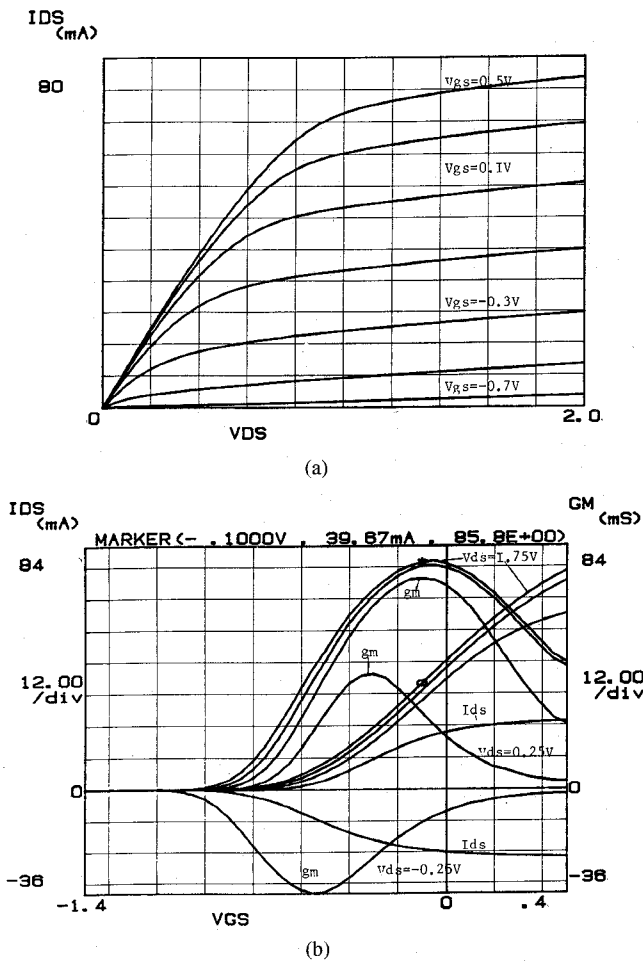 IDS
(mA)
80
Vgs=0.5V
Vgs=0.1V
Vgs=-0.3V
Vgs=-0.7V
0
2.0
VDS
(a)
IDS
(mA)
GM
(mS)
MARKER(- .1000V , 39.67mA , 85.8E+00)
84
84
Vds=1.75V
gm
gm
12.00
/div
12.00
/div
Ids
Vds=0.25V
0
0
Ids
gm
Vds=-0.25V
-36
-36
-1.4
0
.4
VGS
(b)